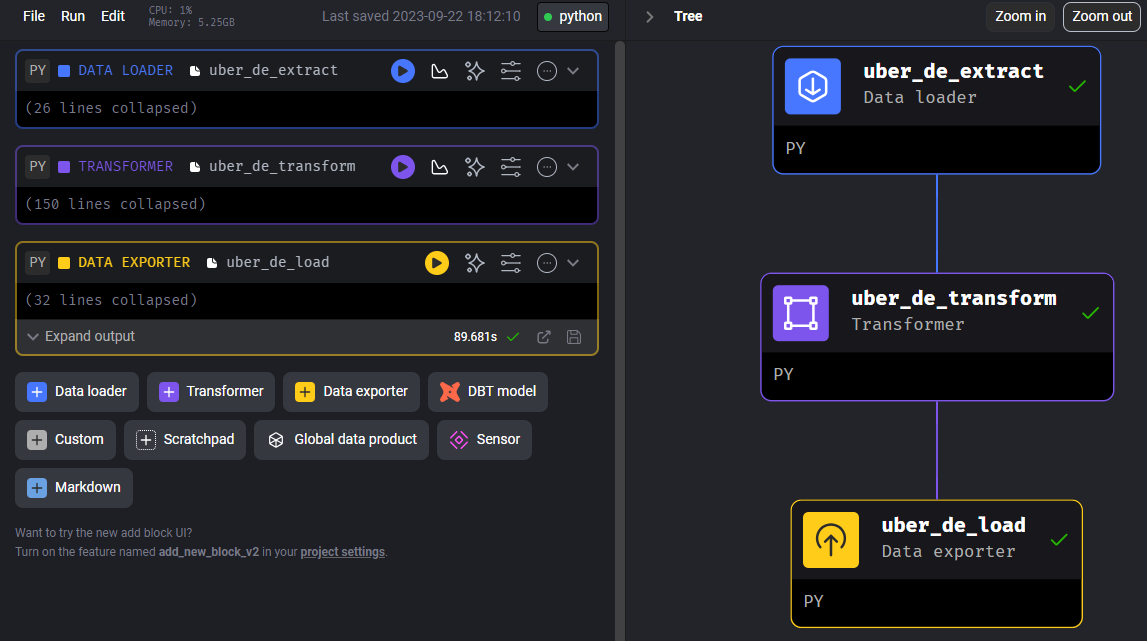 File Run Edit CPU: 1% Last saved 2023-09-22 18:12:10 python
Memory: 5.25GB
PY DATA LOADER uber_de_extract
(26 lines collapsed)
PY TRANSFORMER uber_de_transform
(150 lines collapsed)
PY DATA EXPORTER uber_de_load
(32 lines collapsed)
Expand output 89.681s
Data loader Transformer Data exporter DBT model
Custom Scratchpad Global data product Sensor
Markdown
Want to try the new add block UI?
Turn on the feature named add_new_block_v2 in your project settings.
Tree Zoom in Zoom out
uber_de_extract
Data loader
PY
uber_de_transform
Transformer
PY
uber_de_load
Data exporter
PY